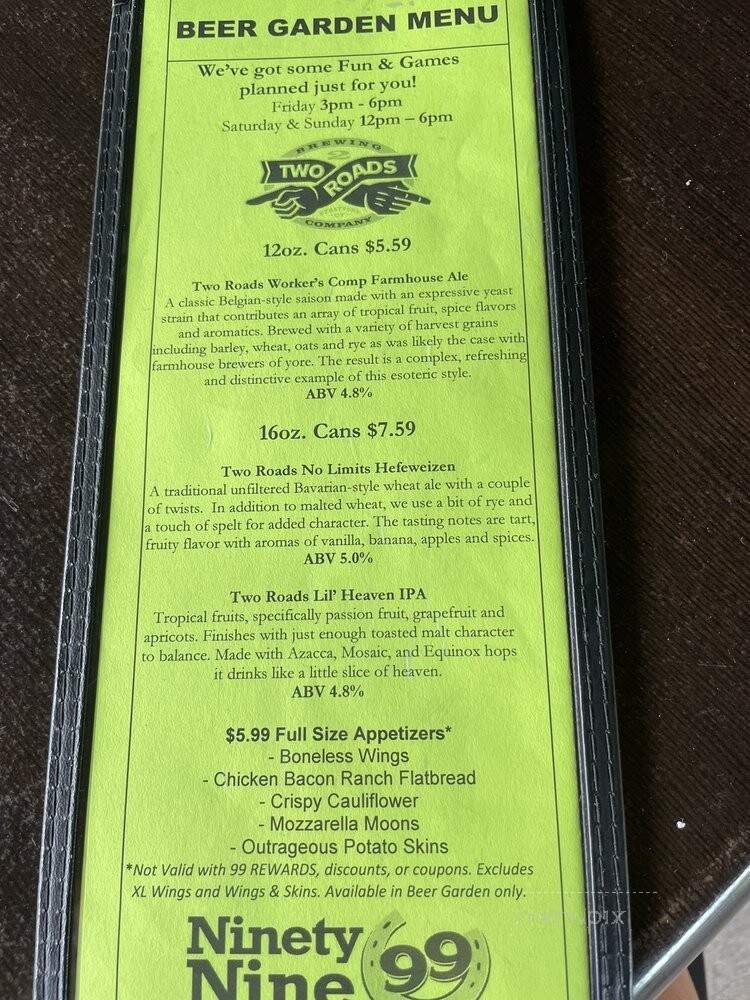 BEER GARDEN MENU
We've got some Fun & Games
planned just for you!
Friday 3pm - 6pm
Saturday & Sunday 12pm – 6pm
BREWING
2
TWO ROADS
STRATFORD
CT
COMPANY
12oz. Cans $5.59
Two Roads Worker's Comp Farmhouse Ale
A classic Belgian-style saison made with an expressive yeast
strain that contributes an array of tropical fruit, spice flavors
and aromatics. Brewed with a variety of harvest grains
including barley, wheat, oats and rye as was likely the case with
farmhouse brewers of yore. The result is a complex, refreshing
and distinctive example of this esoteric style.
ABV 4.8%
16oz. Cans $7.59
Two Roads No Limits Hefeweizen
A traditional unfiltered Bavarian-style wheat ale with a couple
of twists. In addition to malted wheat, we use a bit of rye and
a touch of spelt for added character. The tasting notes are tart,
fruity flavor with aromas of vanilla, banana, apples and spices.
ABV 5.0%
Two Roads Lil' Heaven IPA
Tropical fruits, specifically passion fruit, grapefruit and
apricots. Finishes with just enough toasted malt character
to balance. Made with Azacca, Mosaic, and Equinox hops
it drinks like a little slice of heaven.
ABV 4.8%
$5.99 Full Size Appetizers*
- Boneless Wings
- Chicken Bacon Ranch Flatbread
- Crispy Cauliflower
- Mozzarella Moons
- Outrageous Potato Skins
*Not Valid with 99 REWARDS, discounts, or coupons. Excludes
XL Wings and Wings & Skins. Available in Beer Garden only.
Ninety
Nine
99